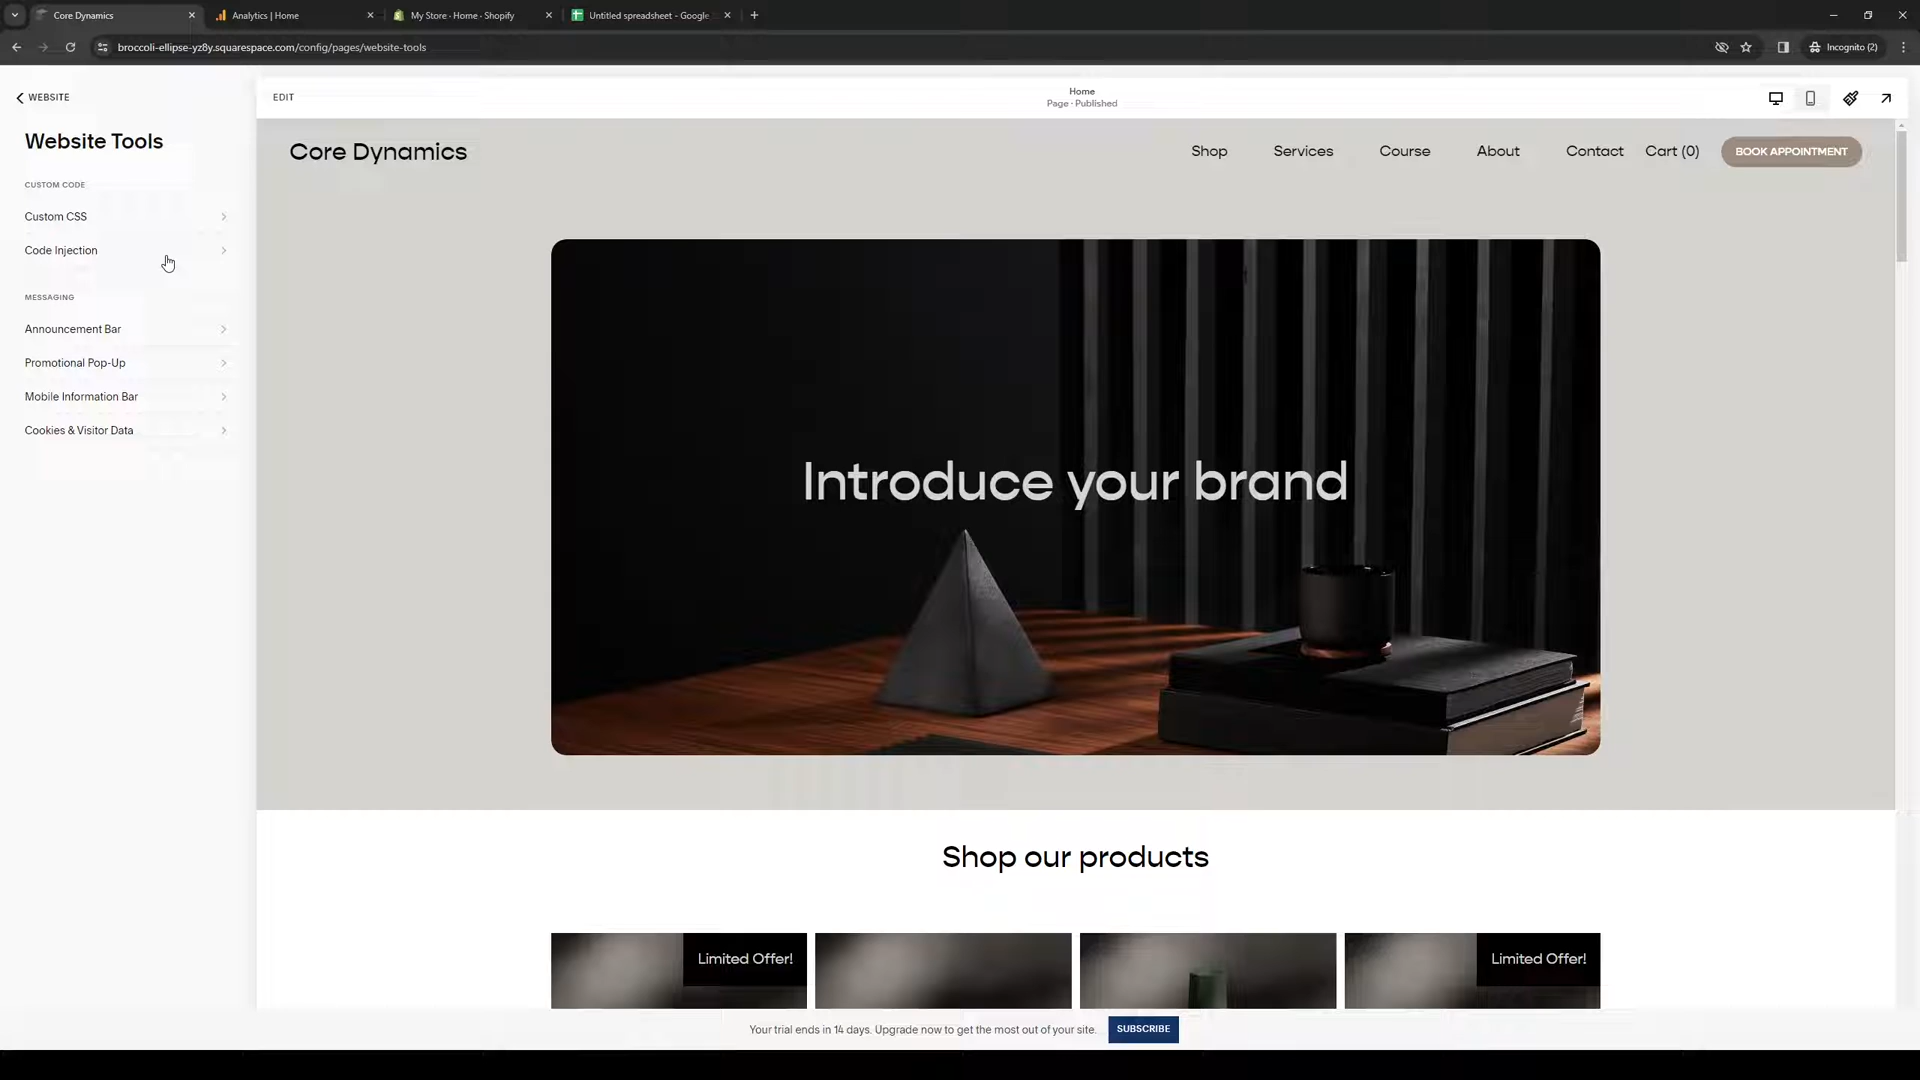 Core Dynamics
Analytics | Home
My Store · Home · Shopify
Untitled spreadsheet - Google
broccoli-ellipse-yz8y.squarespace.com/config/pages/website-tools
Incognito (2)
WEBSITE
Website Tools
CUSTOM CODE
Custom CSS
Code Injection
MESSAGING
Announcement Bar
Promotional Pop-Up
Mobile Information Bar
Cookies & Visitor Data
EDIT
Home
Page · Published
Core Dynamics
Shop
Services
Course
About
Contact
Cart (0)
BOOK APPOINTMENT
Introduce your brand
Shop our products
Limited Offer!
Limited Offer!
Your trial ends in 14 days. Upgrade now to get the most out of your site.
SUBSCRIBE